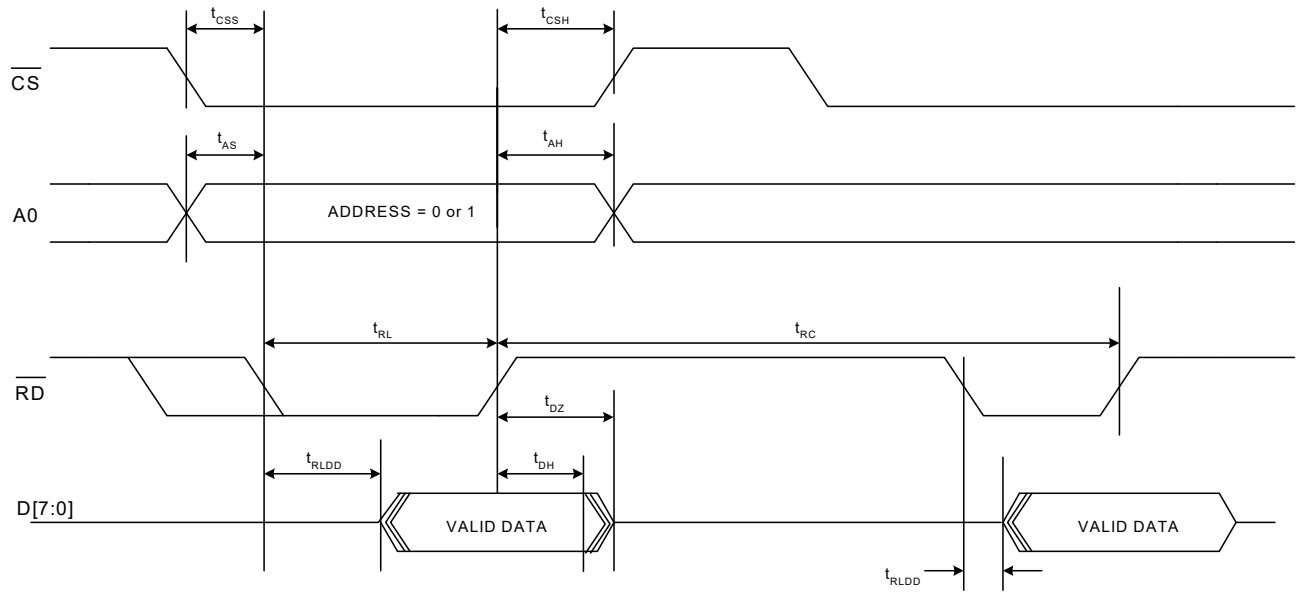 tCSS
tCSH
CS
tAS
tAH
A0
ADDRESS = 0 or 1
tRL
tRC
RD
tDZ
tRLDD
tDH
D[7:0]
VALID DATA
VALID DATA
tRLDD